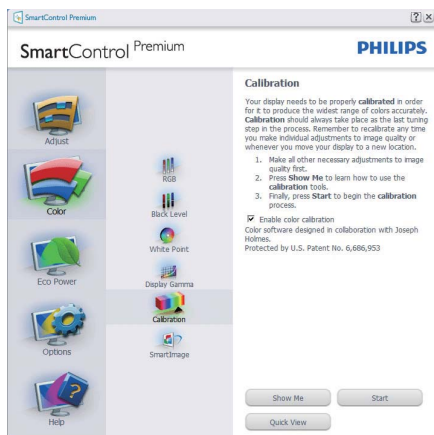 SmartControl Premium
? ×
SmartControl Premium
PHILIPS
Adjust
Color
Eco Power
Options
Help
RGB
Black Level
White Point
Display Gamma
Calibration
SmartImage
Calibration
Your display needs to be properly calibrated in order
for it to produce the widest range of colors accurately.
Calibration should always take place as the last tuning
step in the process. Remember to recalibrate any time
you make individual adjustments to image quality or
whenever you move your display to a new location.
1. Make all other necessary adjustments to image
quality first.
2. Press Show Me to learn how to use the
calibration tools.
3. Finally, press Start to begin the calibration
process.
Enable color calibration
Color software designed in collaboration with Joseph
Holmes.
Protected by U.S. Patent No. 6,686,953
Show Me
Start
Quick View